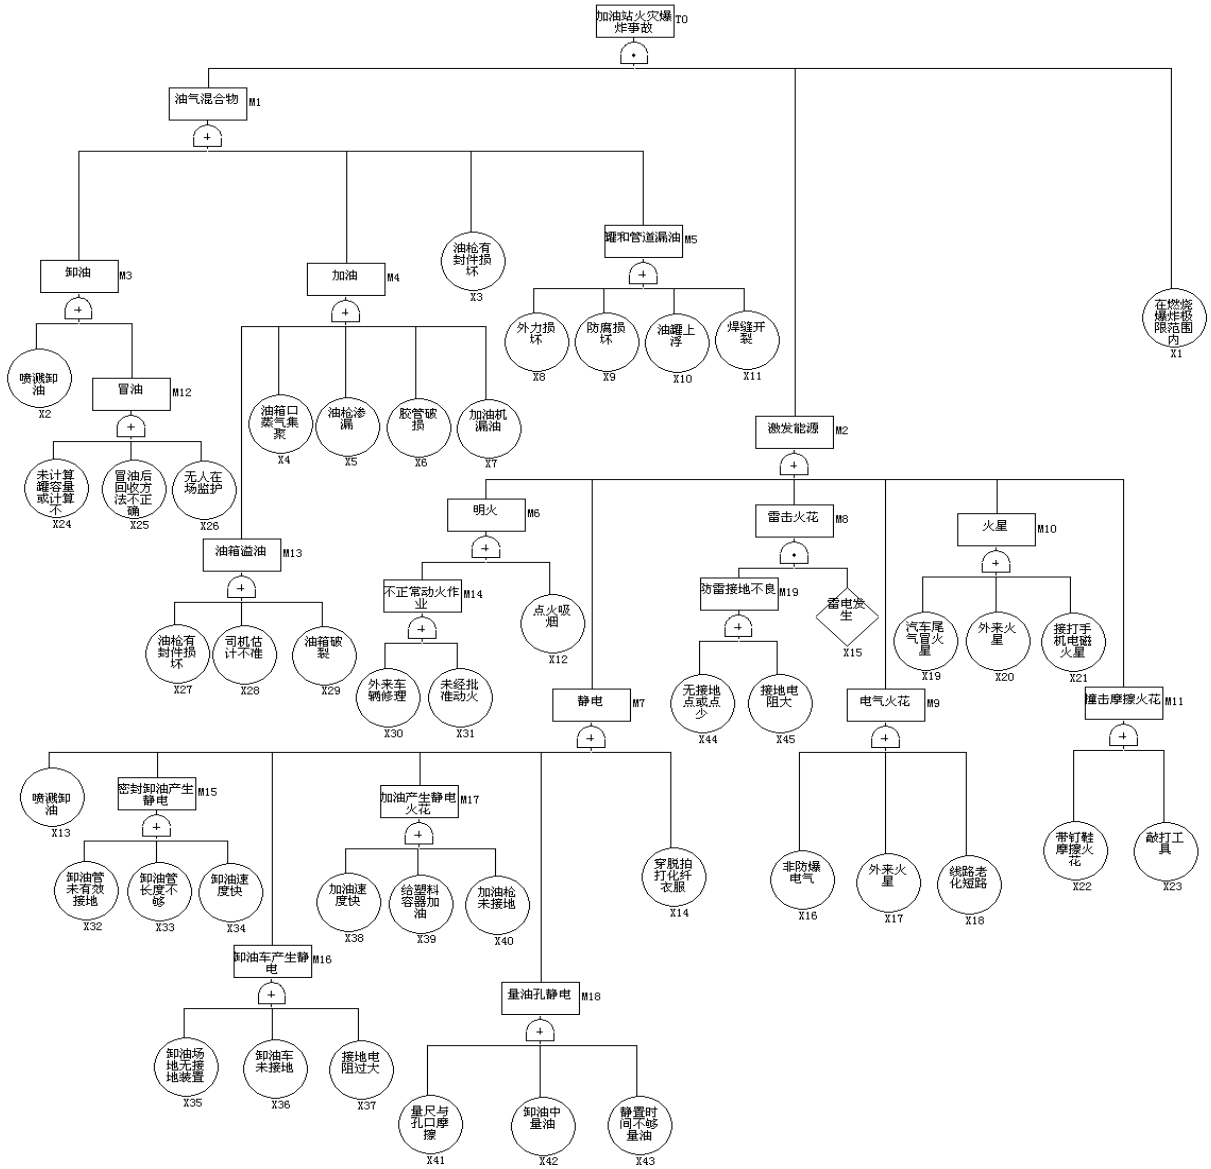 加油站火灾爆
炸事故
T0
油气混合物
M1
卸油
M3
加油
M4
油枪有
封件损
坏
X3
罐和管道漏油
M5
在燃烧
爆炸极
限范围
内
X1
喷溅卸
油
X2
冒油
M12
外力损
坏
X8
防腐损
坏
X9
油罐上
浮
X10
焊缝开
裂
X11
油箱口
蒸气集
聚
X4
油枪渗
漏
X5
胶管破
损
X6
加油机
漏油
X7
激发能源
M2
未计算
罐容量
或计算
不
X24
冒油后
回收方
法不正
确
X25
无人在
场监护
X26
油箱溢油
M13
明火
M6
雷击火花
M8
火星
M10
油枪有
封件损
坏
X27
司机估
计不准
X28
油箱破
裂
X29
不正常动火作
业
M14
点火吸
烟
X12
防雷接地不良
M19
雷电发
生
X15
汽车尾
气冒火
星
X19
外来火
星
X20
接打手
机电磁
火星
X21
外来车
辆修理
X30
未经批
准动火
X31
静电
M7
无接地
点或点
少
X44
接地电
阻大
X45
电气火花
M9
撞击摩擦火花
M11
喷溅卸
油
X13
密封卸油产生
静电
M15
加油产生静电
火花
M17
穿脱拍
打化纤
衣服
X14
非防爆
电气
X16
外来火
星
X17
线路老
化短路
X18
带钉鞋
摩擦火
花
X22
敲打工
具
X23
卸油管
未有效
接地
X32
卸油管
长度不
够
X33
卸油速
度快
X34
加油速
度快
X38
给塑料
容器加
油
X39
加油枪
未接地
X40
卸油车产生静
电
M16
量油孔静电
M18
卸油场
地无接
地装置
X35
卸油车
未接地
X36
接地电
阻过大
X37
量尺与
孔口摩
擦
X41
卸油中
量油
X42
静置时
间不够
量油
X43